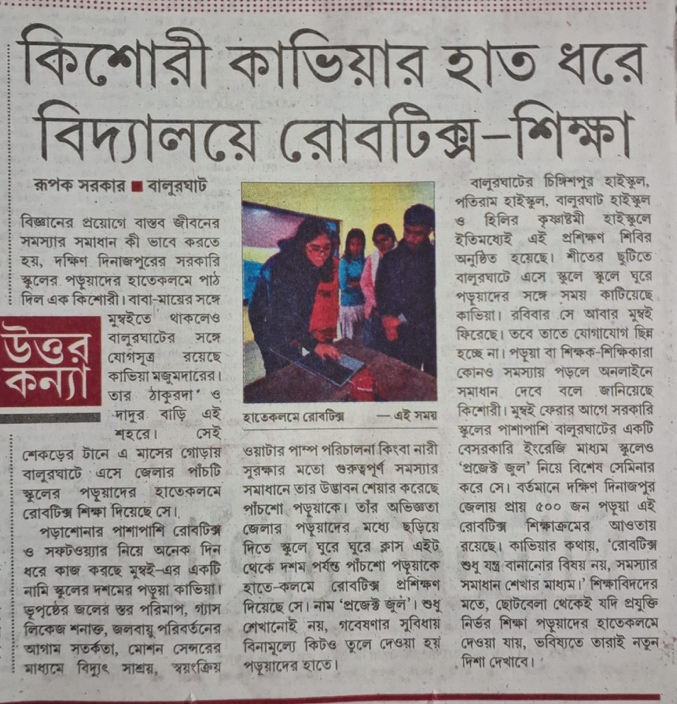 কিশোরী কাভিয়ার হাত ধরে
বিদ্যালয়ে রোবটিক্স-শিক্ষা
রূপক সরকার ■ বালুরঘাট
বিজ্ঞানের প্রয়োগে বাস্তব জীবনের
সমস্যার সমাধান কী ভাবে করতে
হয়, দক্ষিণ দিনাজপুরের সরকারি
স্কুলের পড়ুয়াদের হাতেকলমে পাঠ
দিল এক কিশোরী। বাবা-মায়ের সঙ্গে
মুম্বইতে থাকলেও
বালুরঘাটের সঙ্গে
যোগসূত্র রয়েছে
কাভিয়া মজুমদারের।
তার ঠাকুরদা ও
দাদুর বাড়ি এই
শহরে। সেই
শেকড়ের টানে এ মাসের গোড়ায়
বালুরঘাটে এসে জেলার পাঁচটি
স্কুলের পড়ুয়াদের হাতেকলমে
রোবটিক্স শিক্ষা দিয়েছে সে।
পড়াশোনার পাশাপাশি রোবটিক্স
ও সফটওয়্যার নিয়ে অনেক দিন
ধরে কাজ করছে মুম্বই-এর একটি
নামি স্কুলের দশমের পড়ুয়া কাভিয়া।
ভূপৃষ্ঠের জলের স্তর পরিমাপ, গ্যাস
লিকেজ শনাক্ত, জলবায়ু পরিবর্তনের
আগাম সতর্কতা, মোশন সেন্সরের
মাধ্যমে বিদ্যুৎ সাশ্রয়, স্বয়ংক্রিয়
উত্তর
কন্যা
হাতেকলমে রোবটিক্স — এই সময়
ওয়াটার পাম্প পরিচালনা কিংবা নারী
সুরক্ষার মতো গুরুত্বপূর্ণ সমস্যার
সমাধানে তার উদ্ভাবন শেয়ার করেছে
পাঁচশো পড়ুয়াকে। তাঁর অভিজ্ঞতা
জেলার পড়ুয়াদের মধ্যে ছড়িয়ে
দিতে স্কুলে ঘুরে ঘুরে ক্লাস এইট
থেকে দশম পর্যন্ত পাঁচশো পড়ুয়াকে
হাতে-কলমে রোবটিক্স প্রশিক্ষণ
দিয়েছে সে। নাম 'প্রজেক্ট জুল'। শুধু
শেখানোই নয়, গবেষণার সুবিধায়
বিনামূল্যে কিটও তুলে দেওয়া হয়
পড়ুয়াদের হাতে।
বালুরঘাটের চিঙ্গিশপুর হাইস্কুল,
পতিরাম হাইস্কুল, বালুরঘাট হাইস্কুল
ও হিলির কৃষ্ণাষ্টমী হাইস্কুলে
ইতিমধ্যেই এই প্রশিক্ষণ শিবির
অনুষ্ঠিত হয়েছে। শীতের ছুটিতে
বালুরঘাটে এসে স্কুলে স্কুলে ঘুরে
পড়ুয়াদের সঙ্গে সময় কাটিয়েছে
কাভিয়া। রবিবার সে আবার মুম্বই
ফিরেছে। তবে তাতে যোগাযোগ ছিন্ন
হচ্ছে না। পড়ুয়া বা শিক্ষক-শিক্ষিকারা
কোনও সমস্যায় পড়লে অনলাইনে
সমাধান দেবে বলে জানিয়েছে
কিশোরী। মুম্বই ফেরার আগে সরকারি
স্কুলের পাশাপাশি বালুরঘাটের একটি
বেসরকারি ইংরেজি মাধ্যম স্কুলেও
'প্রজেক্ট জুল' নিয়ে বিশেষ সেমিনার
করে সে। বর্তমানে দক্ষিণ দিনাজপুর
জেলায় প্রায় ৫০০ জন পড়ুয়া এই
রোবটিক্স শিক্ষাক্রমের আওতায়
রয়েছে। কাভিয়ার কথায়, 'রোবটিক্স
শুধু যন্ত্র বানানোর বিষয় নয়, সমস্যার
সমাধান শেখার মাধ্যম।' শিক্ষাবিদদের
মতে, ছোটবেলা থেকেই যদি প্রযুক্তি
নির্ভর শিক্ষা পড়ুয়াদের হাতেকলমে
দেওয়া যায়, ভবিষ্যতে তারাই নতুন
দিশা দেখাবে।